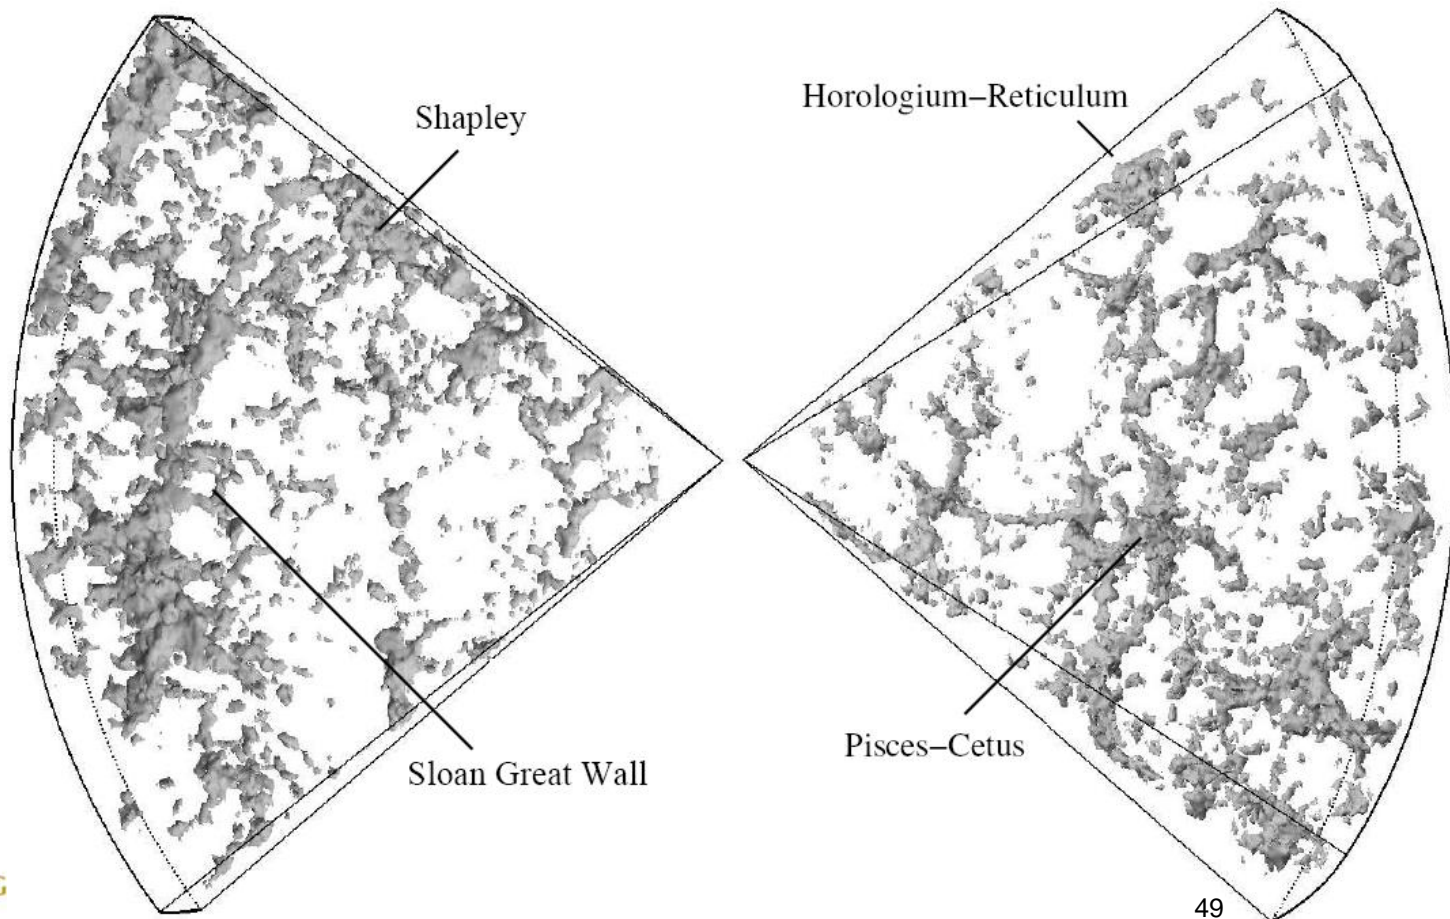 Shapley
Horologium–Reticulum
Pisces–Cetus
Sloan Great Wall
G
49